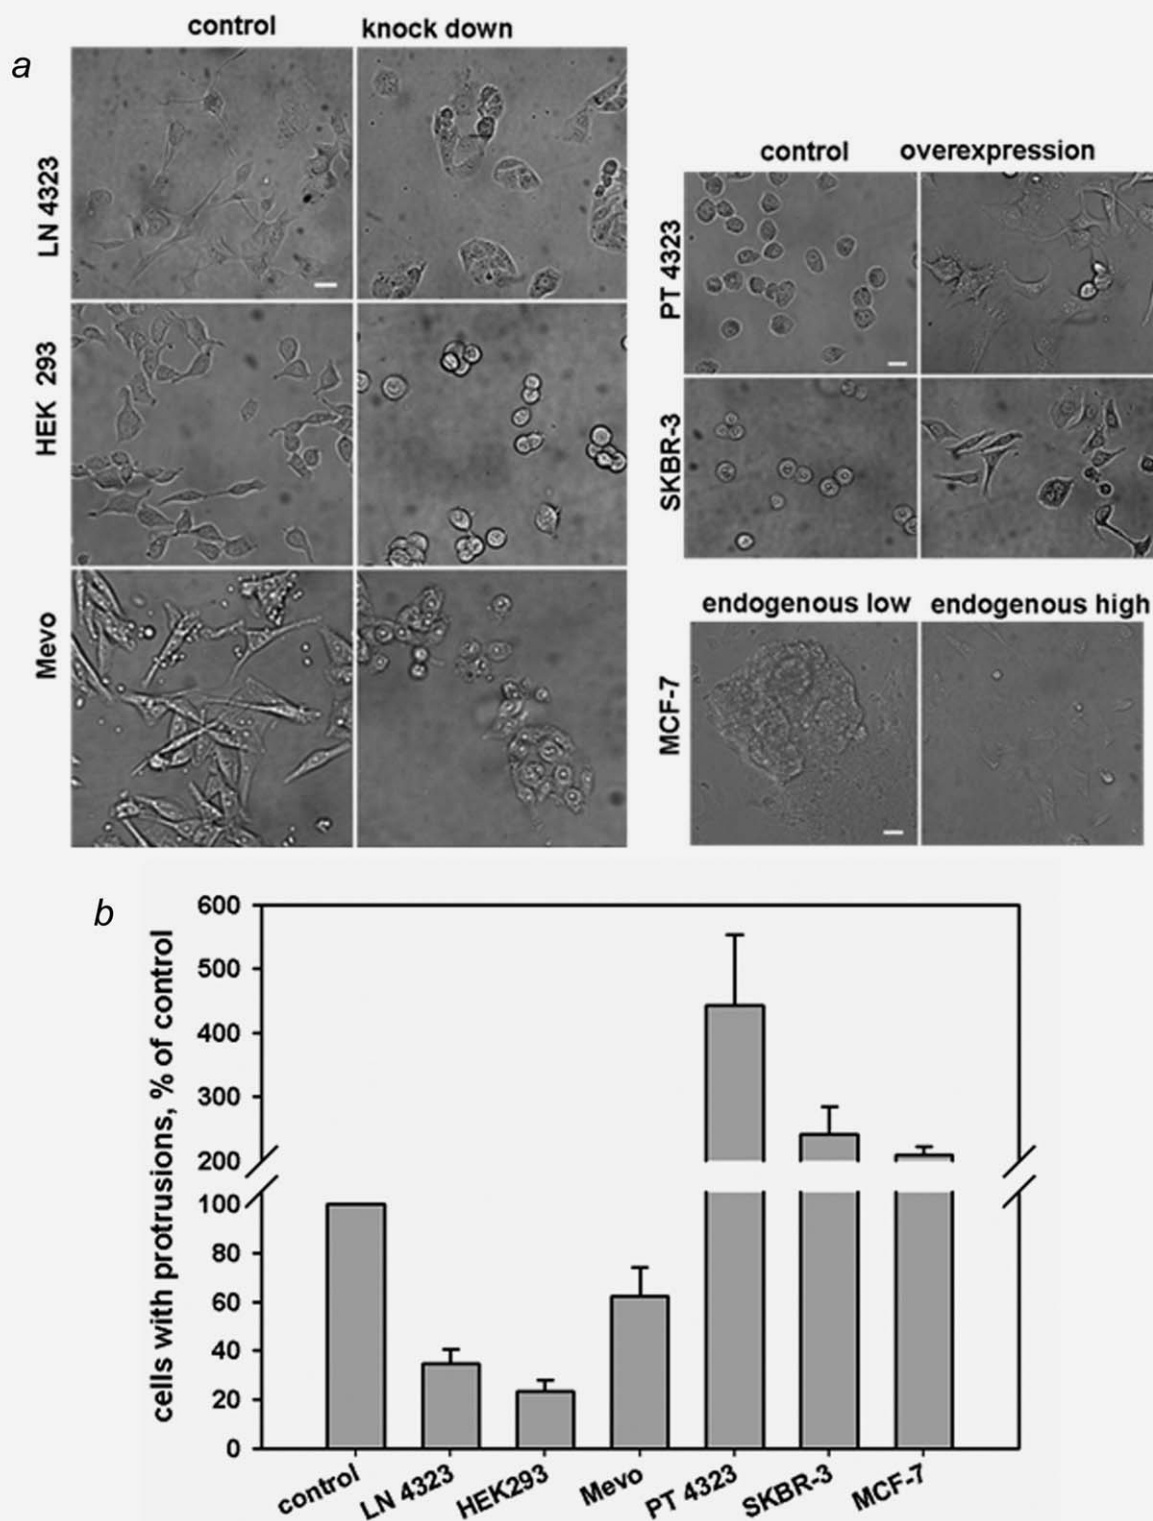 a
control knock down
LN 4323
HEK 293
Mevo
control overexpression
PT 4323
SKBR-3
endogenous low endogenous high
MCF-7
b
cells with protrusions, % of control
600
500
400
300
200
100
80
60
40
20
0
control LN 4323 HEK293 Mevo PT 4323 SKBR-3 MCF-7